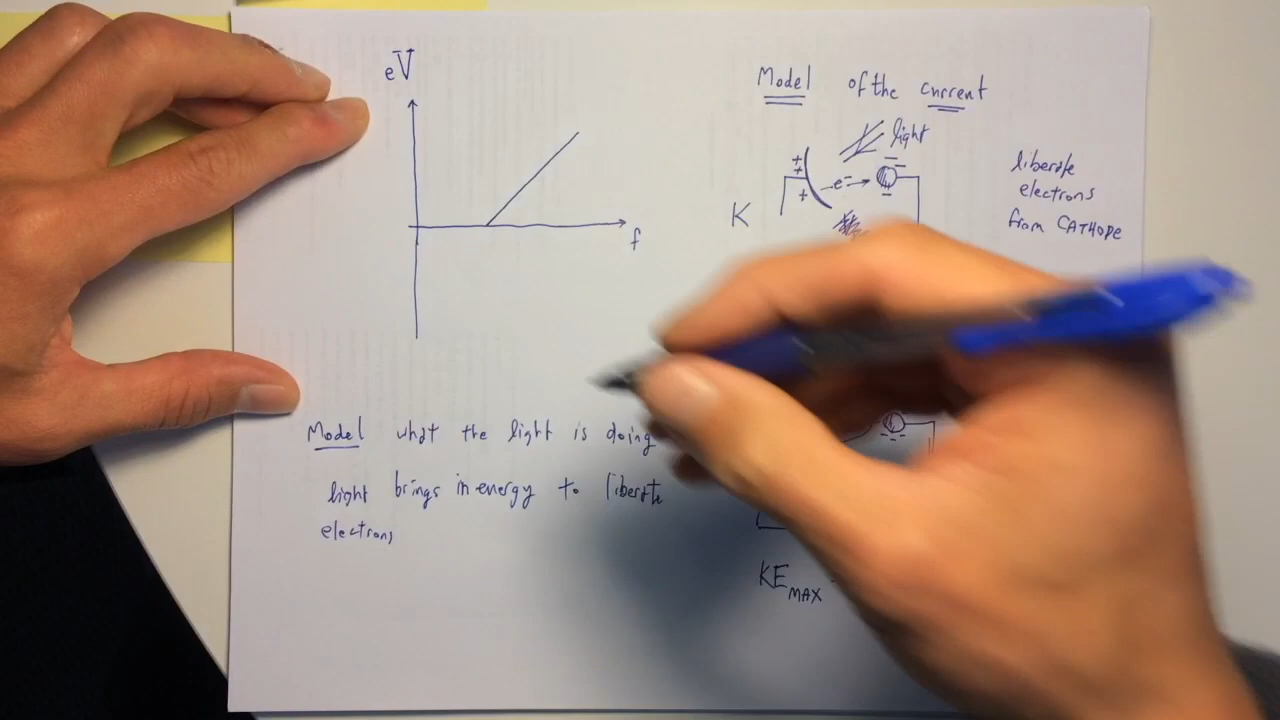 eV
f
Model of the current
light
+
+
+
e-
K
liberate
electrons
from CATHODE
Model what the light is doing
light brings in energy to liberate
electrons
KE MAX